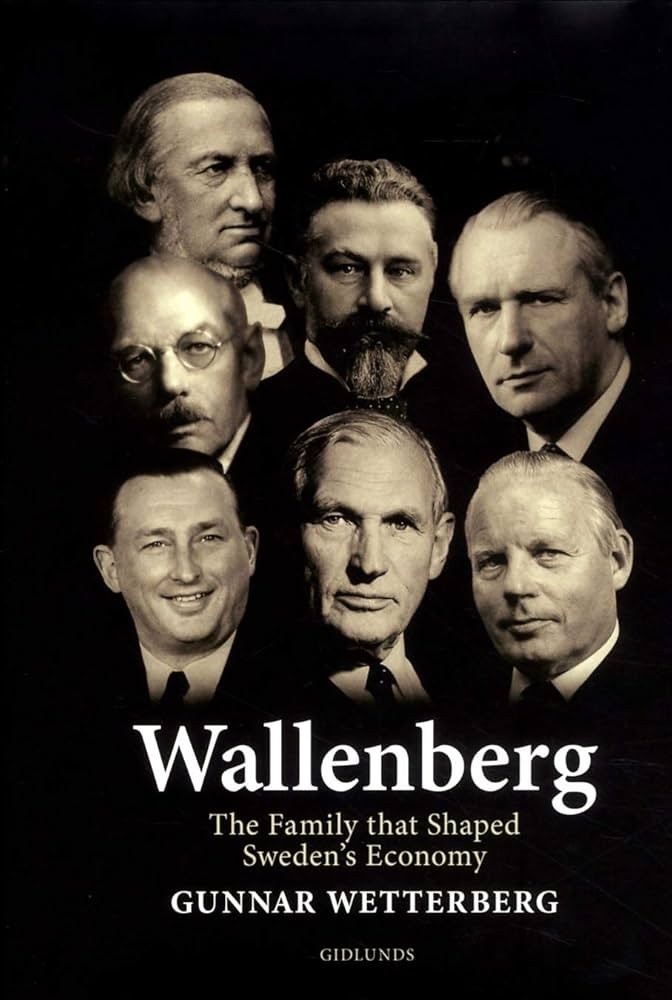 Wallenberg
The Family that Shaped
Sweden's Economy
GUNNAR WETTERBERG
GIDLUNDS